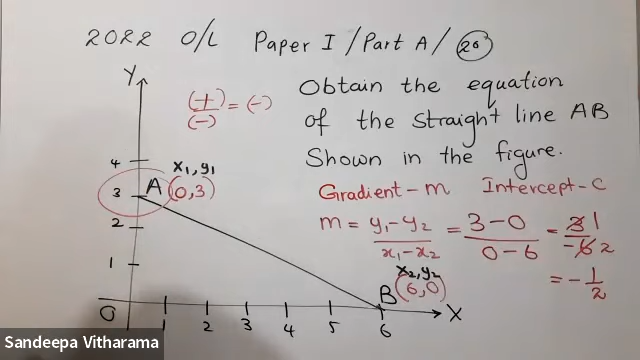 2022 O/L Paper I / Part A / 20
Obtain the equation
of the straight line AB
Shown in the figure.
(+)/(-) = (-)
Gradient - m Intercept - C
m = y₁-y₂/x₁-x₂ = 3-0/0-6 = 3 1/-6 2
= -1/2
Y
4
3
2
1
O
1 2 3 4 5 6
X
x₁,y₁
A (0,3)
x₂,y₂
B (6,0)
Sandeepa Vitharama